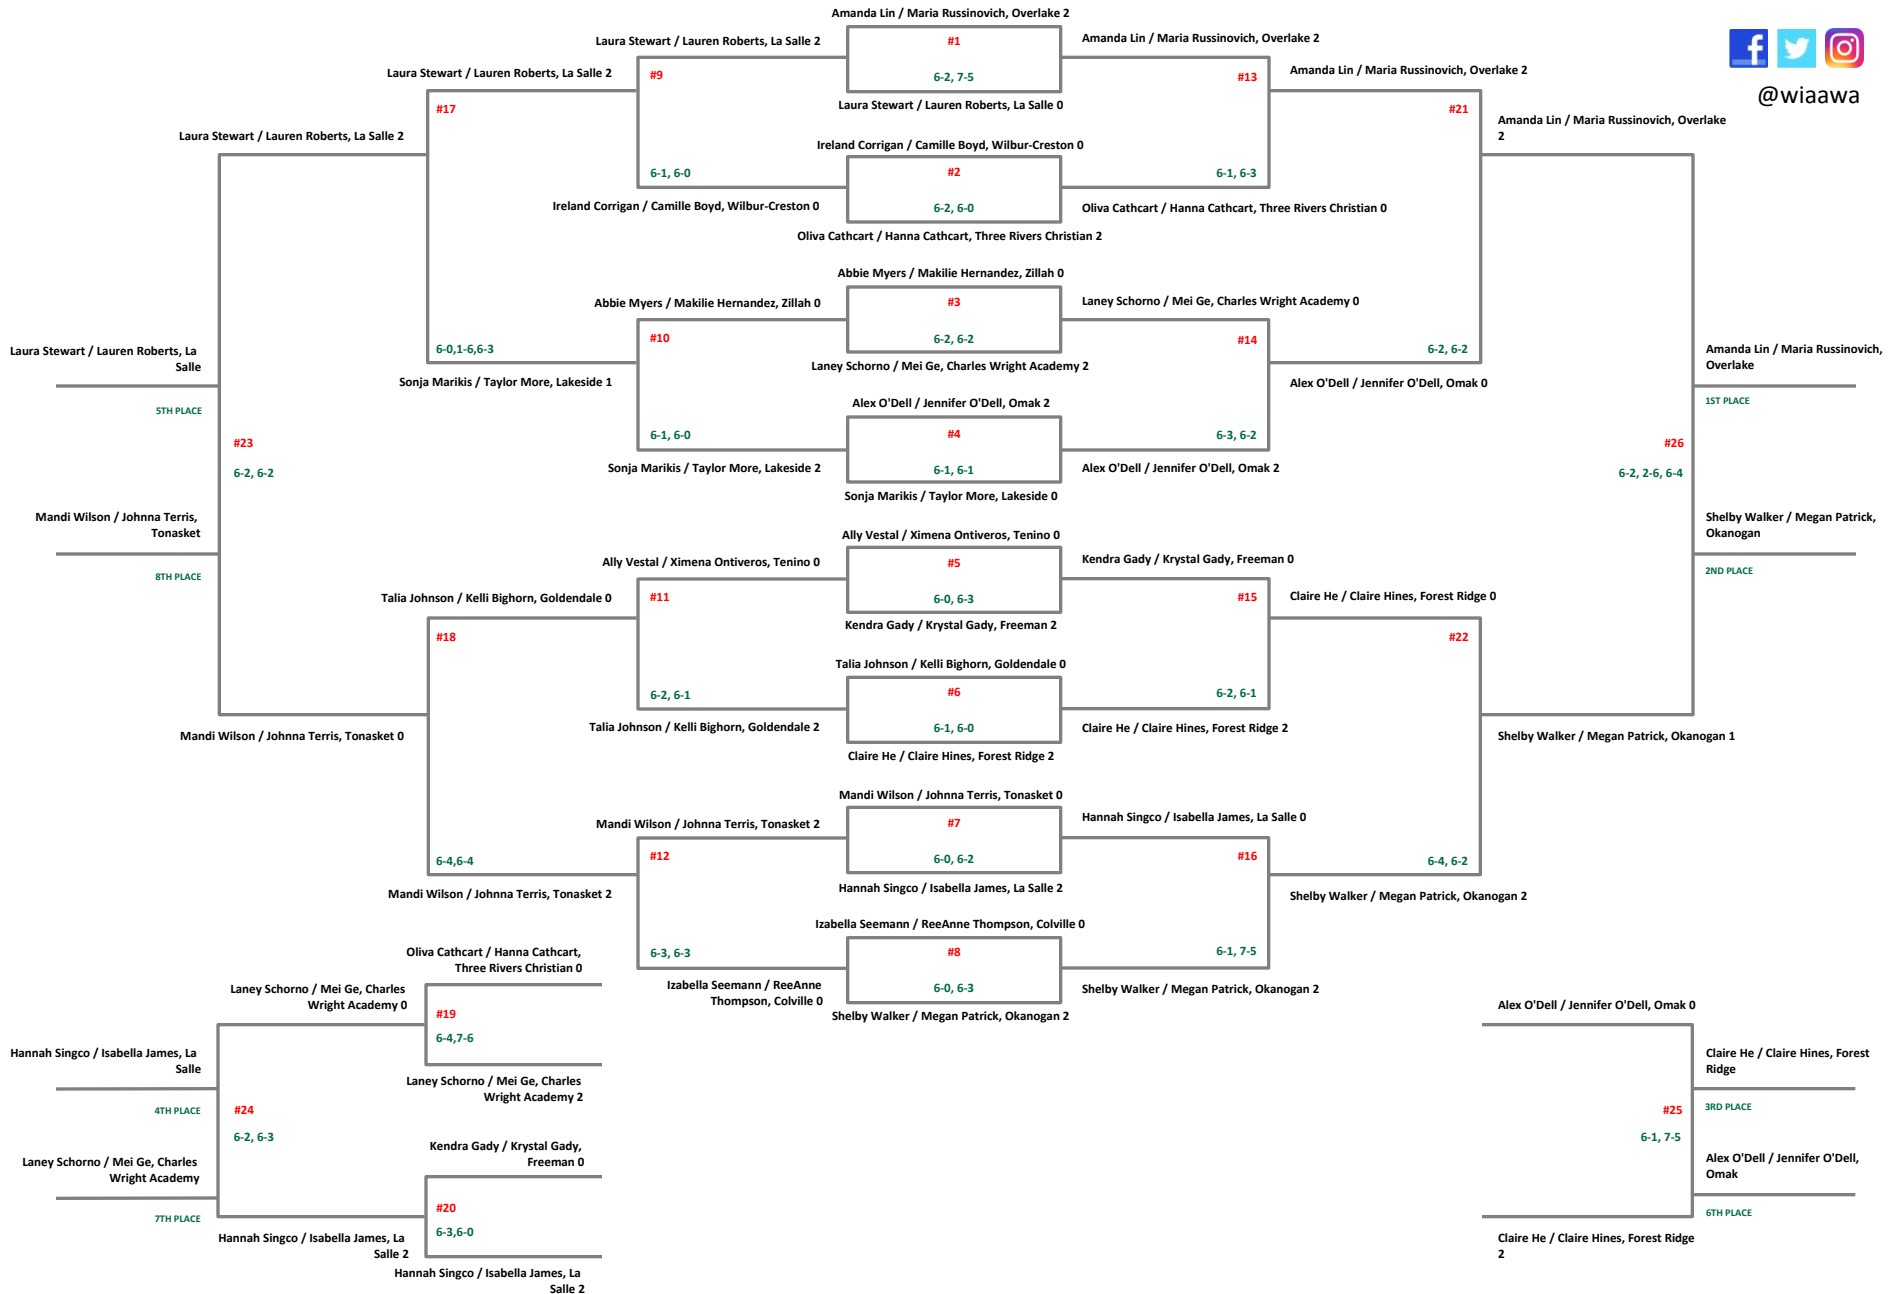 Amanda Lin / Maria Russinovich, Overlake 2
Laura Stewart / Lauren Roberts, La Salle 2
#1
Amanda Lin / Maria Russinovich, Overlake 2
Laura Stewart / Lauren Roberts, La Salle 2
#9
6-2, 7-5
#13
Amanda Lin / Maria Russinovich, Overlake 2
@wiaawa
#17
Laura Stewart / Lauren Roberts, La Salle 0
#21
Laura Stewart / Lauren Roberts, La Salle 2
Amanda Lin / Maria Russinovich, Overlake
2
Ireland Corrigan / Camille Boyd, Wilbur-Creston 0
6-1, 6-0
#2
6-1, 6-3
Ireland Corrigan / Camille Boyd, Wilbur-Creston 0
6-2, 6-0
Oliva Cathcart / Hanna Cathcart, Three Rivers Christian 0
Oliva Cathcart / Hanna Cathcart, Three Rivers Christian 2
Abbie Myers / Makilie Hernandez, Zillah 0
Abbie Myers / Makilie Hernandez, Zillah 0
#3
Laney Schorno / Mei Ge, Charles Wright Academy 0
#10
6-2, 6-2
#14
6-0,1-6,6-3
6-2, 6-2
Laura Stewart / Lauren Roberts, La
Salle
Amanda Lin / Maria Russinovich,
Overlake
Laney Schorno / Mei Ge, Charles Wright Academy 2
Sonja Marikis / Taylor More, Lakeside 1
Alex O'Dell / Jennifer O'Dell, Omak 0
5TH PLACE
Alex O'Dell / Jennifer O'Dell, Omak 2
1ST PLACE
#23
6-1, 6-0
#4
6-3, 6-2
#26
6-2, 6-2
Sonja Marikis / Taylor More, Lakeside 2
6-1, 6-1
Alex O'Dell / Jennifer O'Dell, Omak 2
6-2, 2-6, 6-4
Sonja Marikis / Taylor More, Lakeside 0
Mandi Wilson / Johnna Terris,
Tonasket
Shelby Walker / Megan Patrick,
Okanogan
Ally Vestal / Ximena Ontiveros, Tenino 0
Ally Vestal / Ximena Ontiveros, Tenino 0
#5
Kendra Gady / Krystal Gady, Freeman 0
8TH PLACE
2ND PLACE
Talia Johnson / Kelli Bighorn, Goldendale 0
#11
6-0, 6-3
#15
Claire He / Claire Hines, Forest Ridge 0
#18
Kendra Gady / Krystal Gady, Freeman 2
#22
Talia Johnson / Kelli Bighorn, Goldendale 0
6-2, 6-1
#6
6-2, 6-1
Talia Johnson / Kelli Bighorn, Goldendale 2
6-1, 6-0
Claire He / Claire Hines, Forest Ridge 2
Mandi Wilson / Johnna Terris, Tonasket 0
Shelby Walker / Megan Patrick, Okanogan 1
Claire He / Claire Hines, Forest Ridge 2
Mandi Wilson / Johnna Terris, Tonasket 0
Mandi Wilson / Johnna Terris, Tonasket 2
#7
Hannah Singco / Isabella James, La Salle 0
6-4,6-4
#12
6-0, 6-2
#16
6-4, 6-2
Mandi Wilson / Johnna Terris, Tonasket 2
Hannah Singco / Isabella James, La Salle 2
Shelby Walker / Megan Patrick, Okanogan 2
Izabella Seemann / ReeAnne Thompson, Colville 0
Oliva Cathcart / Hanna Cathcart,
Three Rivers Christian 0
6-3, 6-3
#8
6-1, 7-5
Laney Schorno / Mei Ge, Charles
Wright Academy 0
Izabella Seemann / ReeAnne
Thompson, Colville 0
6-0, 6-3
Shelby Walker / Megan Patrick, Okanogan 2
Shelby Walker / Megan Patrick, Okanogan 2
Alex O'Dell / Jennifer O'Dell, Omak 0
#19
6-4,7-6
Hannah Singco / Isabella James, La
Salle
Claire He / Claire Hines, Forest
Ridge
Laney Schorno / Mei Ge, Charles
Wright Academy 2
4TH PLACE
#24
#25
3RD PLACE
6-2, 6-3
6-1, 7-5
Kendra Gady / Krystal Gady,
Freeman 0
Laney Schorno / Mei Ge, Charles
Wright Academy
Alex O'Dell / Jennifer O'Dell,
Omak
7TH PLACE
#20
6TH PLACE
6-3,6-0
Hannah Singco / Isabella James, La
Salle 2
Claire He / Claire Hines, Forest Ridge
2
Hannah Singco / Isabella James, La
Salle 2